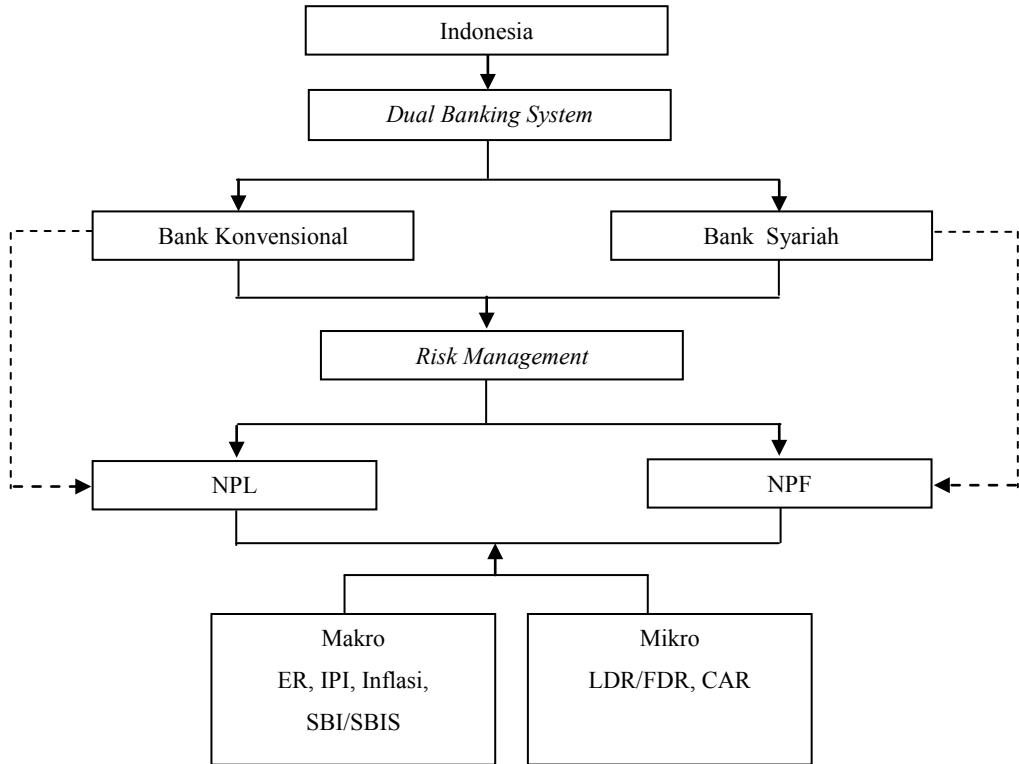 Indonesia
Dual Banking System
Bank Konvensional
Bank Syariah
Risk Management
NPL
NPF
Makro
ER, IPI, Inflasi,
SBI/SBIS
Mikro
LDR/FDR, CAR